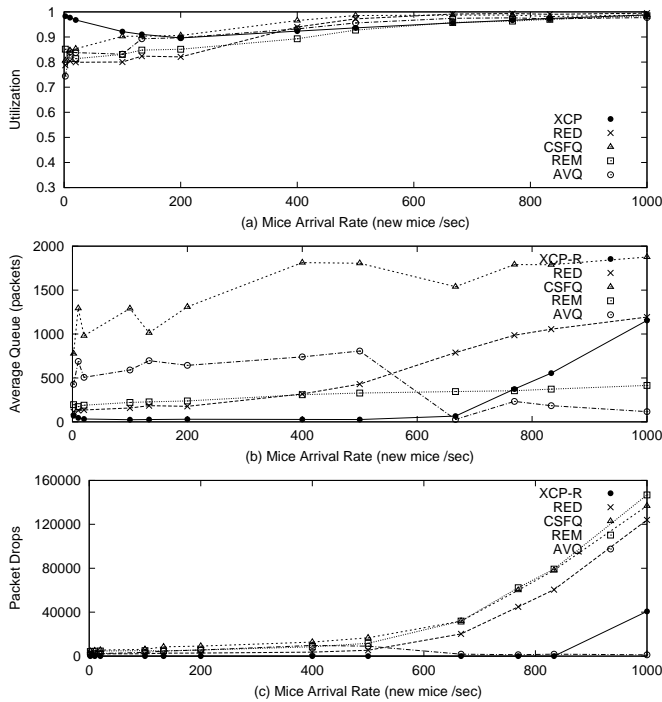 1
0.9
0.8
0.7
0.6
0.5
0.4
0.3
Utilization
XCP
RED
CSFQ
REM
AVQ
0 200 400 600 800 1000
(a) Mice Arrival Rate (new mice /sec)
2000
1500
1000
500
0
Average Queue (packets)
XCP-R
RED
CSFQ
REM
AVQ
0 200 400 600 800 1000
(b) Mice Arrival Rate (new mice /sec)
160000
120000
80000
40000
0
Packet Drops
XCP-R
RED
CSFQ
REM
AVQ
0 200 400 600 800 1000
(c) Mice Arrival Rate (new mice /sec)